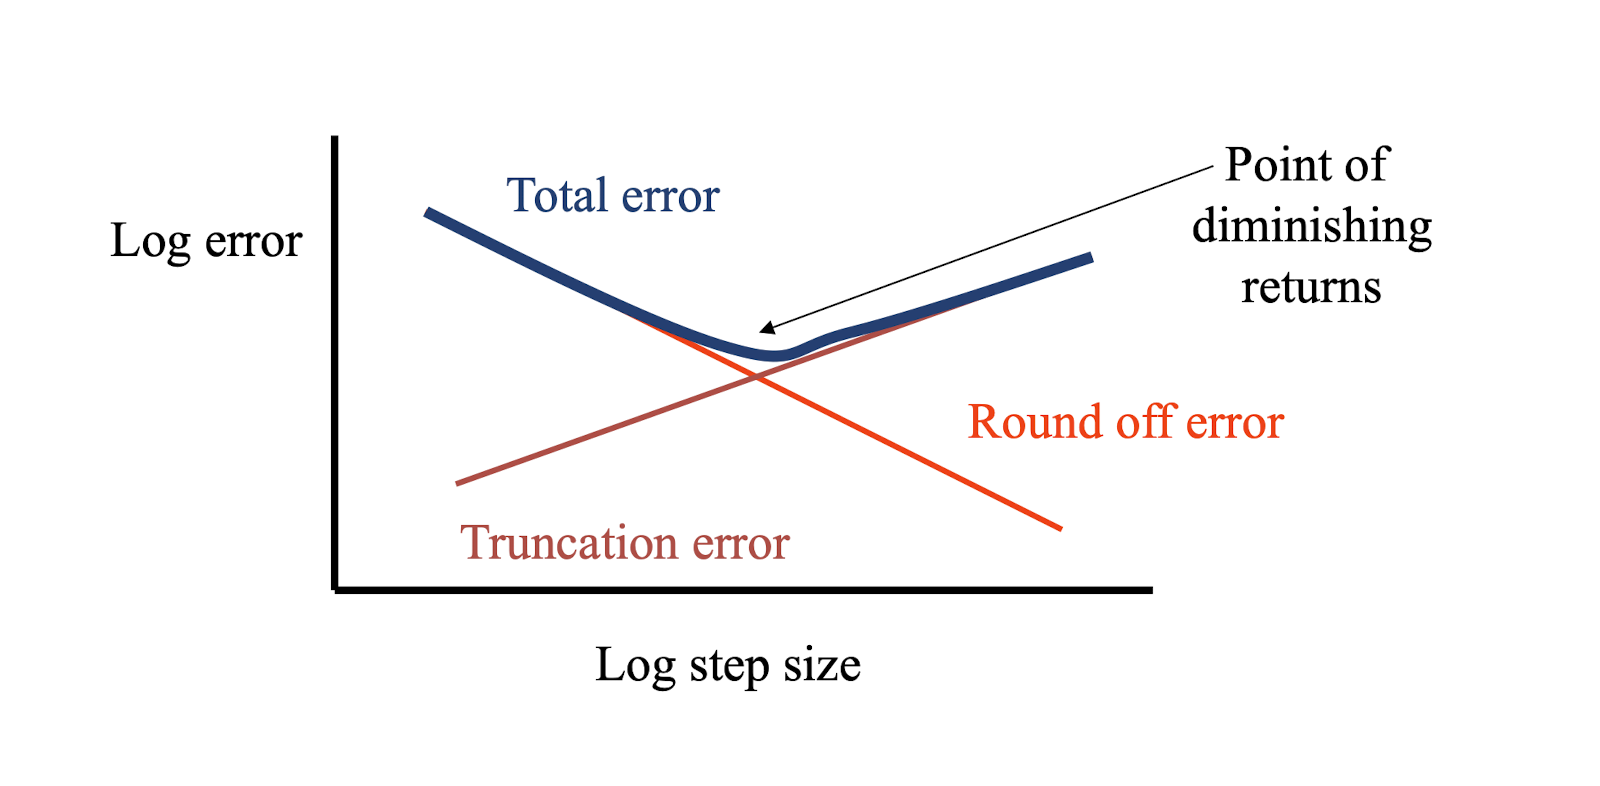 Total error
Log error
Point of
diminishing
returns
Round off error
Truncation error
Log step size